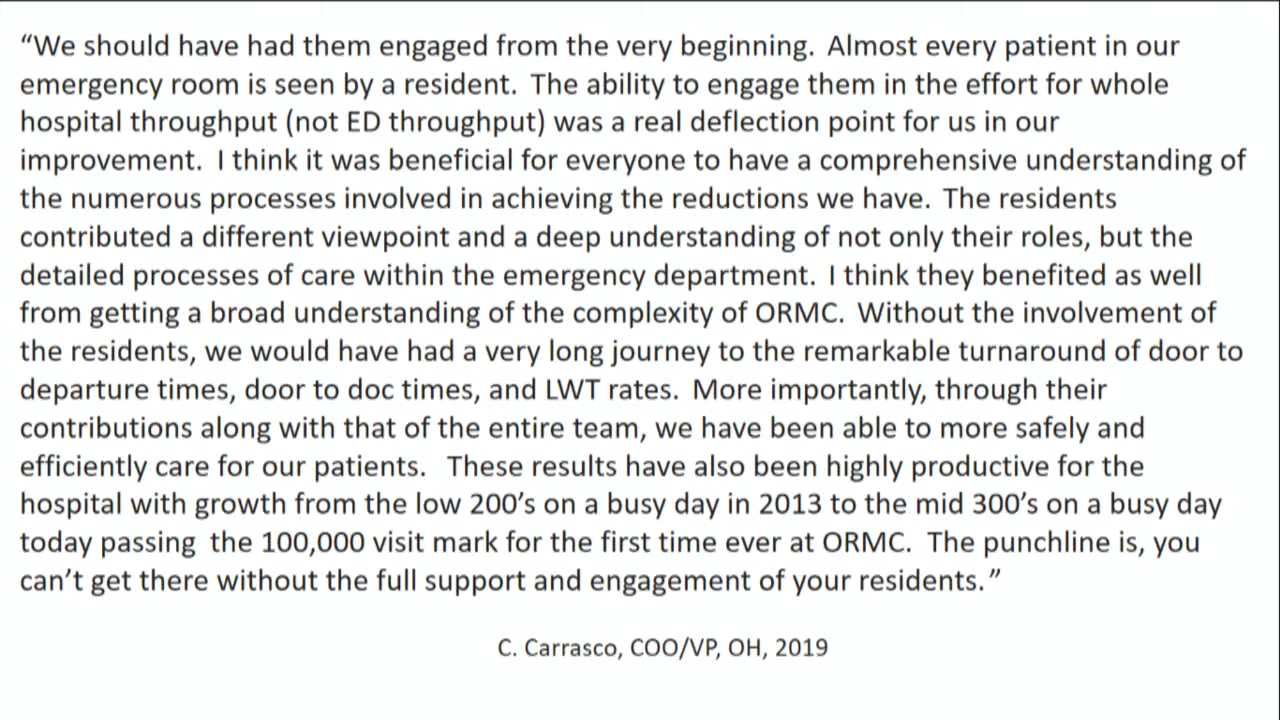 “We should have had them engaged from the very beginning.  Almost every patient in our
emergency room is seen by a resident.  The ability to engage them in the effort for whole
hospital throughput (not ED throughput) was a real deflection point for us in our
improvement.  I think it was beneficial for everyone to have a comprehensive understanding of
the numerous processes involved in achieving the reductions we have.  The residents
contributed a different viewpoint and a deep understanding of not only their roles, but the
detailed processes of care within the emergency department.  I think they benefited as well
from getting a broad understanding of the complexity of ORMC.  Without the involvement of
the residents, we would have had a very long journey to the remarkable turnaround of door to
departure times, door to doc times, and LWT rates.  More importantly, through their
contributions along with that of the entire team, we have been able to more safely and
efficiently care for our patients.   These results have also been highly productive for the
hospital with growth from the low 200’s on a busy day in 2013 to the mid 300’s on a busy day
today passing  the 100,000 visit mark for the first time ever at ORMC.  The punchline is, you
can’t get there without the full support and engagement of your residents.”
C. Carrasco, COO/VP, OH, 2019